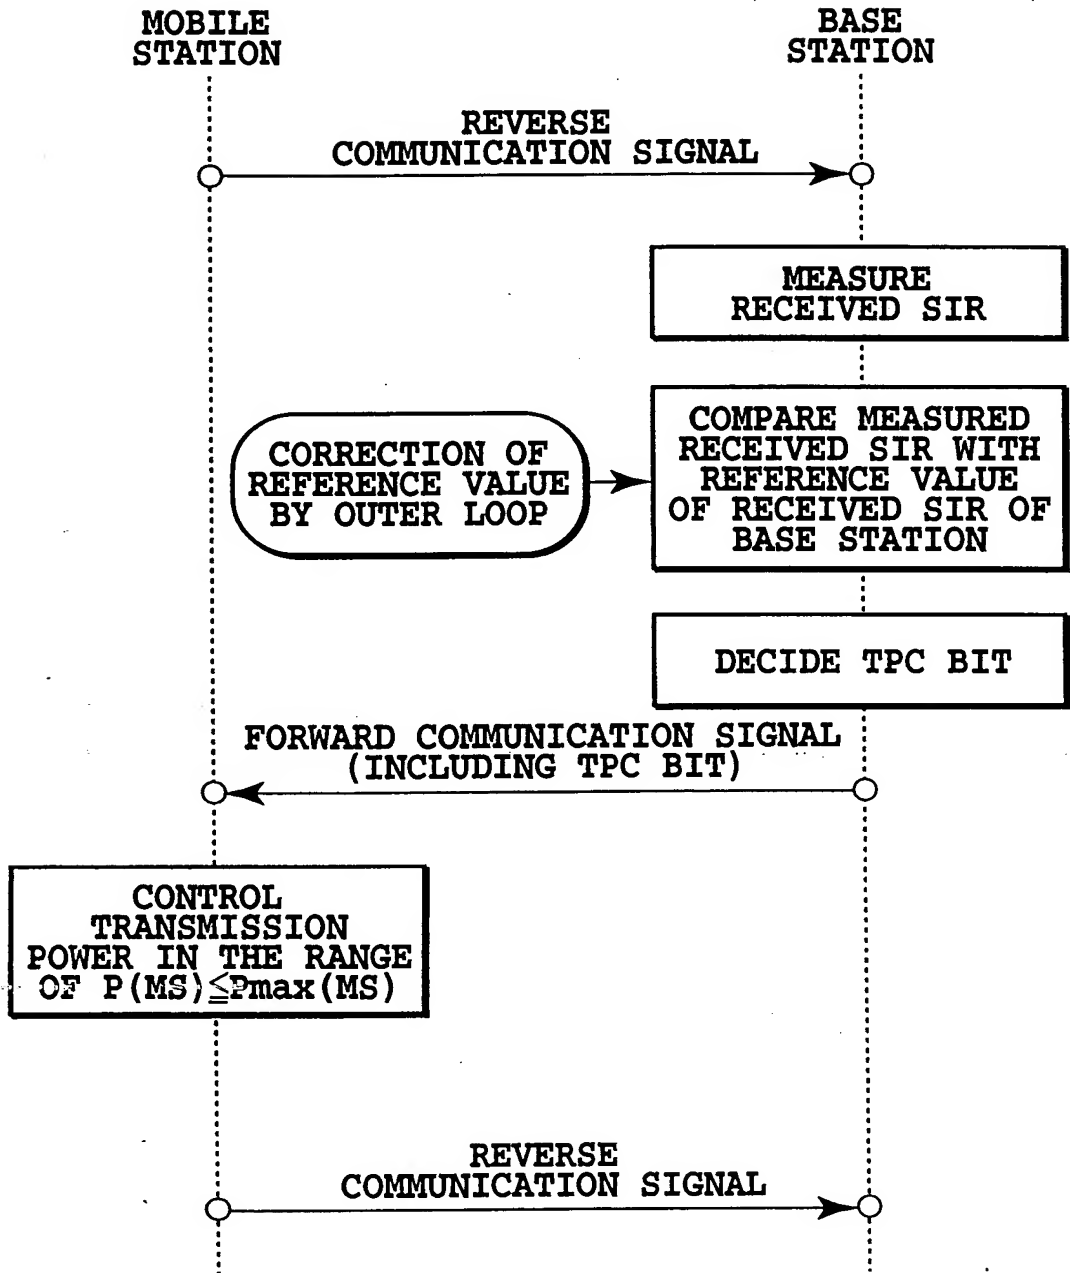 MOBILE
STATION
BASE
STATION
REVERSE
COMMUNICATION SIGNAL
MEASURE
RECEIVED SIR
COMPARE MEASURED
RECEIVED SIR WITH
REFERENCE VALUE
OF RECEIVED SIR OF
BASE STATION
CORRECTION OF
REFERENCE VALUE
BY OUTER LOOP
DECIDE TPC BIT
FORWARD COMMUNICATION SIGNAL
(INCLUDING TPC BIT)
CONTROL
TRANSMISSION
POWER IN THE RANGE
OF P(MS)≦Pmax(MS)
REVERSE
COMMUNICATION SIGNAL